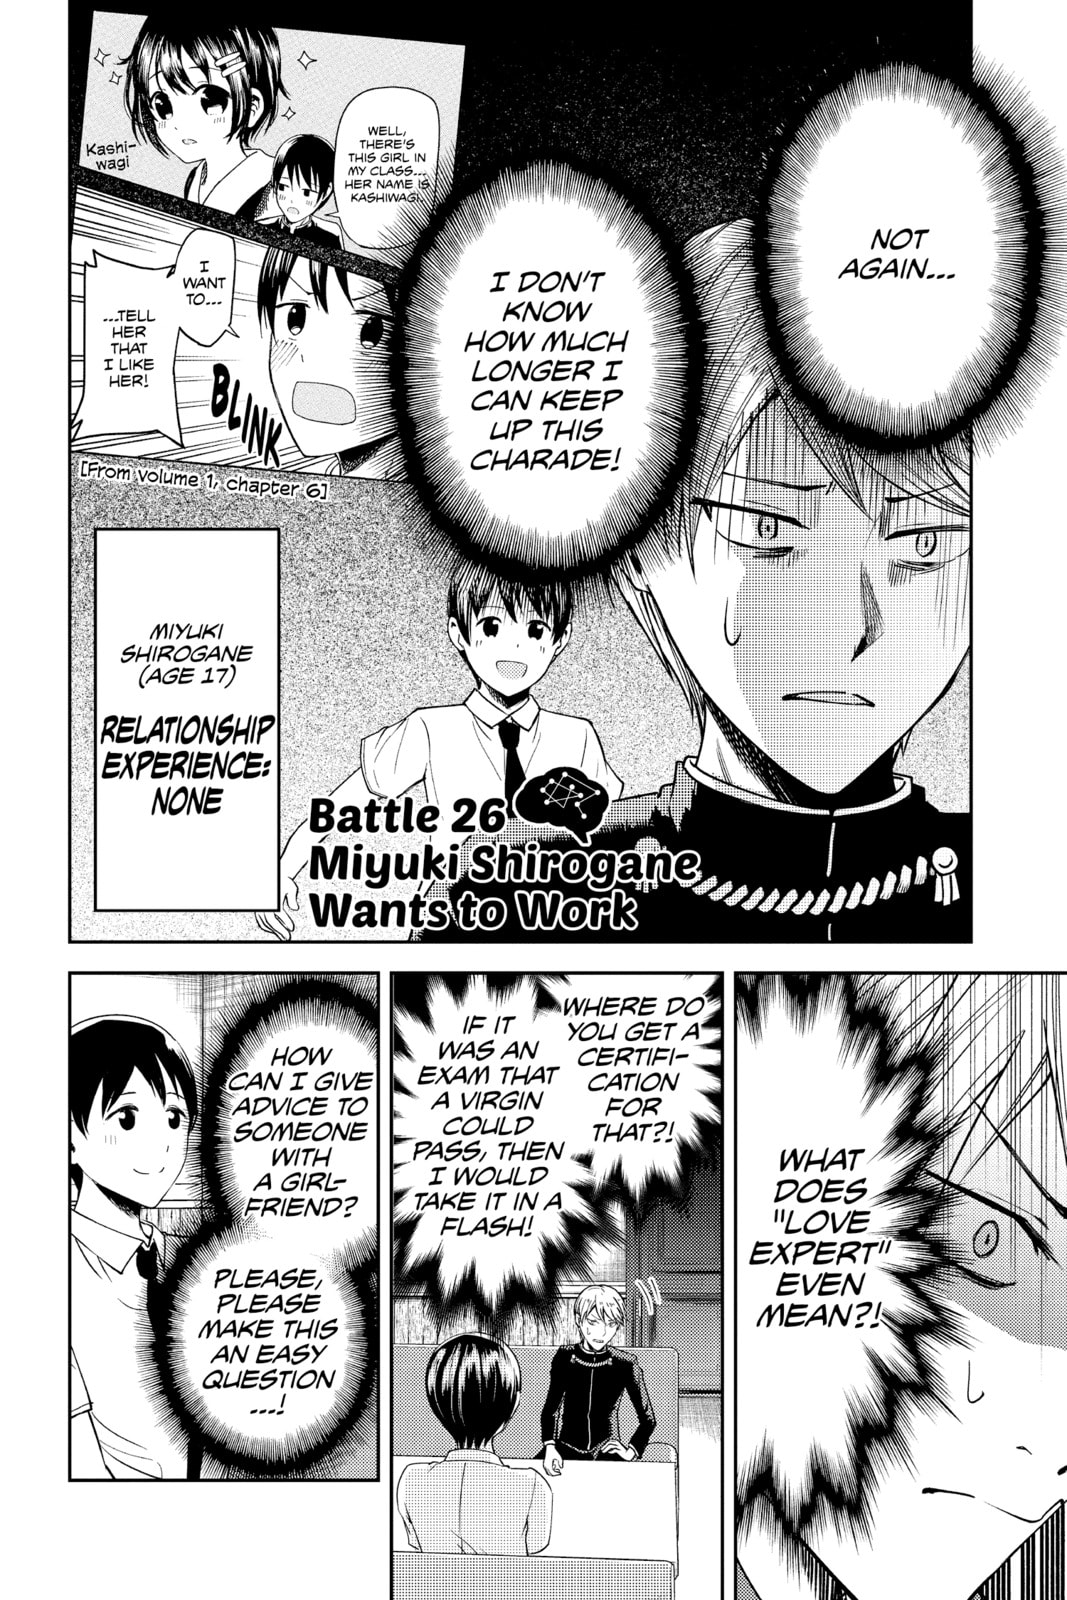 NOT
AGAIN...
I DON'T
KNOW
HOW MUCH
LONGER I
CAN KEEP
UP THIS
CHARADE!
WELL,
THERE'S
THIS GIRL IN
MY CLASS...
HER NAME IS
KASHIWAGI.
Kashi-
wagi
I
WANT
TO...
...TELL
HER
THAT I
LIKE
HER!
BLINK
[From volume 1, chapter 6]
MIYUKI
SHIROGANE
(AGE 17)
RELATIONSHIP
EXPERIENCE:
NONE
Battle 26
Miyuki Shirogane
Wants to Work
WHAT
DOES
"LOVE
EXPERT"
EVEN
MEAN?!
WHERE DO
YOU GET A
CERTIFI-
CATION
FOR
THAT?!
IF IT
WAS AN
EXAM THAT
A VIRGIN
COULD
PASS, THEN
I WOULD
TAKE IT IN A
FLASH!
HOW
CAN I GIVE
ADVICE TO
SOMEONE
WITH
A GIRL-
FRIEND?
PLEASE,
PLEASE
MAKE THIS
AN EASY
QUESTION
...!